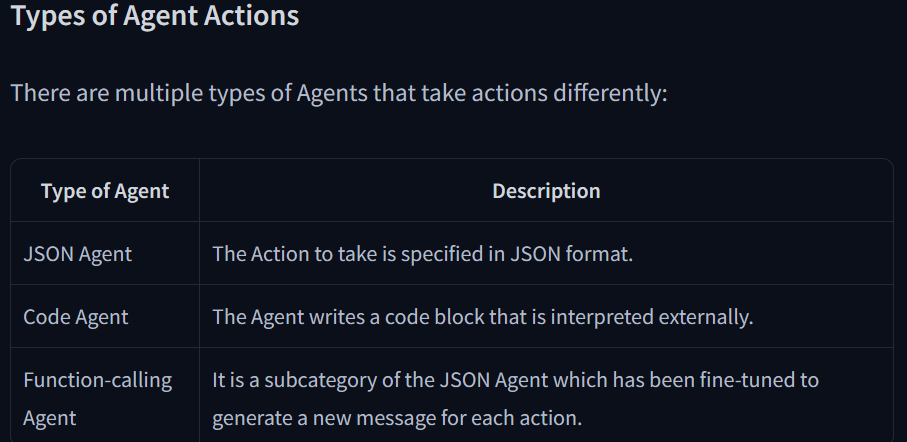 Types of Agent Actions
There are multiple types of Agents that take actions differently:
Type of Agent
Description
JSON Agent
The Action to take is specified in JSON format.
Code Agent
The Agent writes a code block that is interpreted externally.
Function-calling
Agent
It is a subcategory of the JSON Agent which has been fine-tuned to
generate a new message for each action.